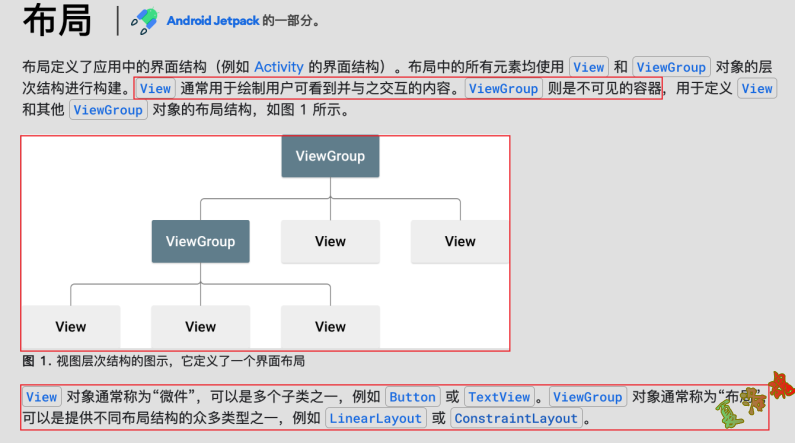 布局 | Android Jetpack 的一部分。
布局定义了应用中的界面结构（例如 Activity 的界面结构）。布局中的所有元素均使用 View 和 ViewGroup 对象的层
次结构进行构建。View 通常用于绘制用户可看到并与之交互的内容。ViewGroup 则是不可见的容器，用于定义 View
和其他 ViewGroup 对象的布局结构，如图 1 所示。
ViewGroup
ViewGroup View View
View View View
图 1. 视图层次结构的图示，它定义了一个界面布局
View 对象通常称为“微件”，可以是多个子类之一，例如 Button 或 TextView。ViewGroup 对象通常称为“布局”，
可以是提供不同布局结构的众多类型之一，例如 LinearLayout 或 ConstraintLayout。